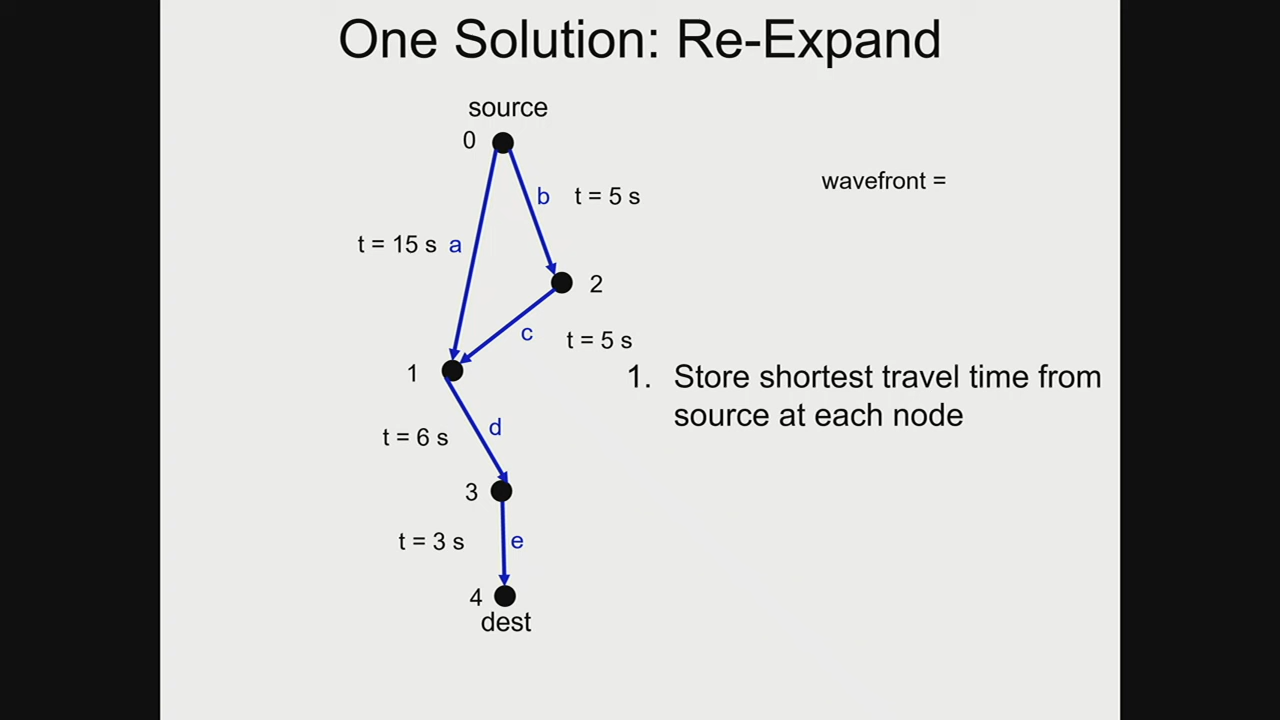 One Solution: Re-Expand
source
0
wavefront =
b t = 5 s
t = 15 s a
2
c
t = 5 s
1
1. Store shortest travel time from
source at each node
d
t = 6 s
3
t = 3 s e
4
dest